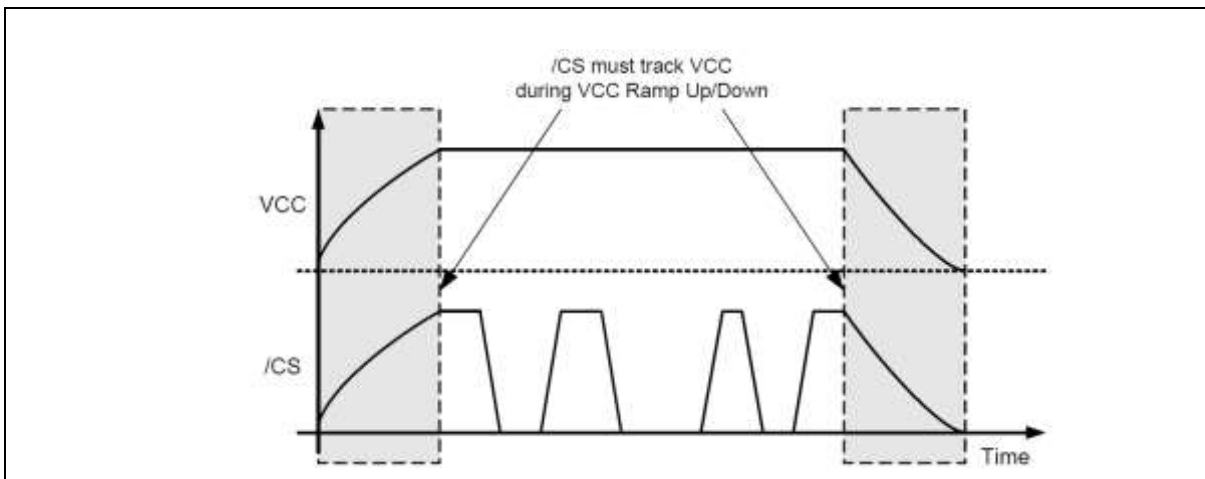 /CS must track VCC
during VCC Ramp Up/Down
VCC
/CS
Time